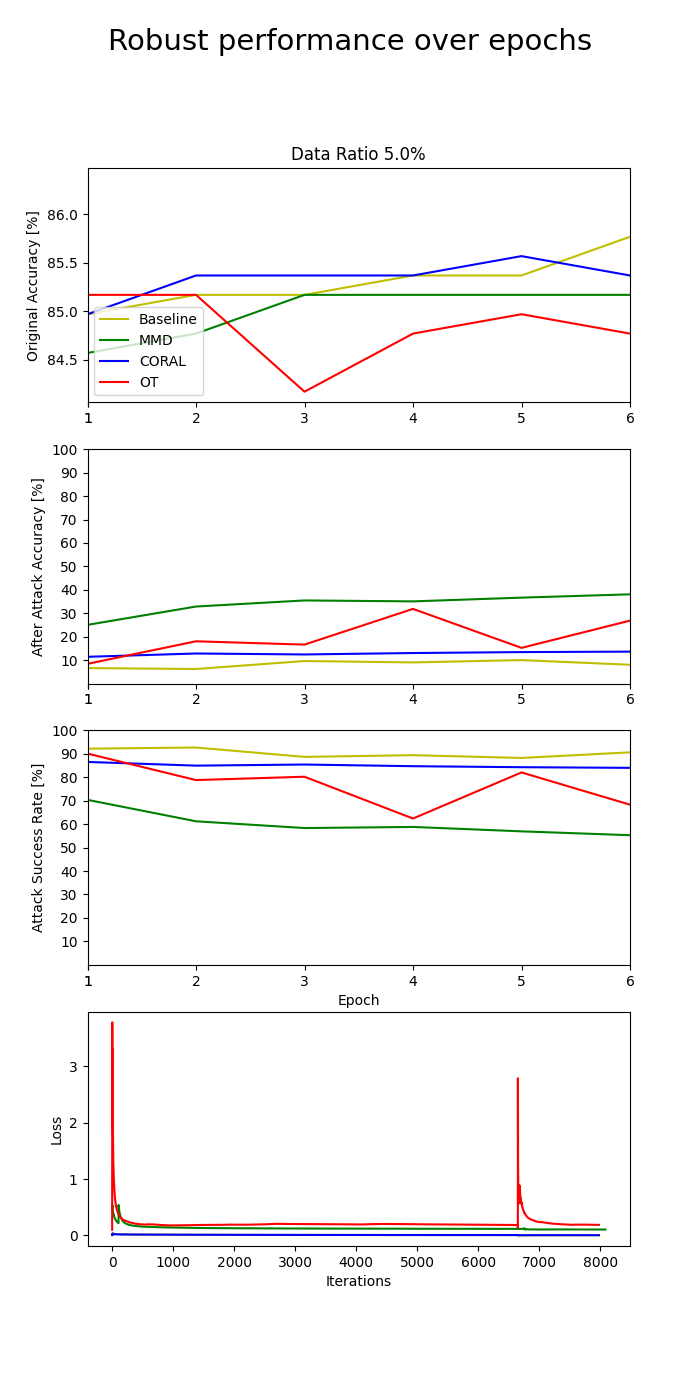 Robust performance over epochs
Data Ratio 5.0%
Original Accuracy [%]
86.0
85.5
85.0
84.5
Baseline
MMD
CORAL
OT
1 2 3 4 5 6
After Attack Accuracy [%]
100
90
80
70
60
50
40
30
20
10
1 2 3 4 5 6
Attack Success Rate [%]
100
90
80
70
60
50
40
30
20
10
1 2 3 4 5 6
Epoch
Loss
3
2
1
0
0 1000 2000 3000 4000 5000 6000 7000 8000
Iterations